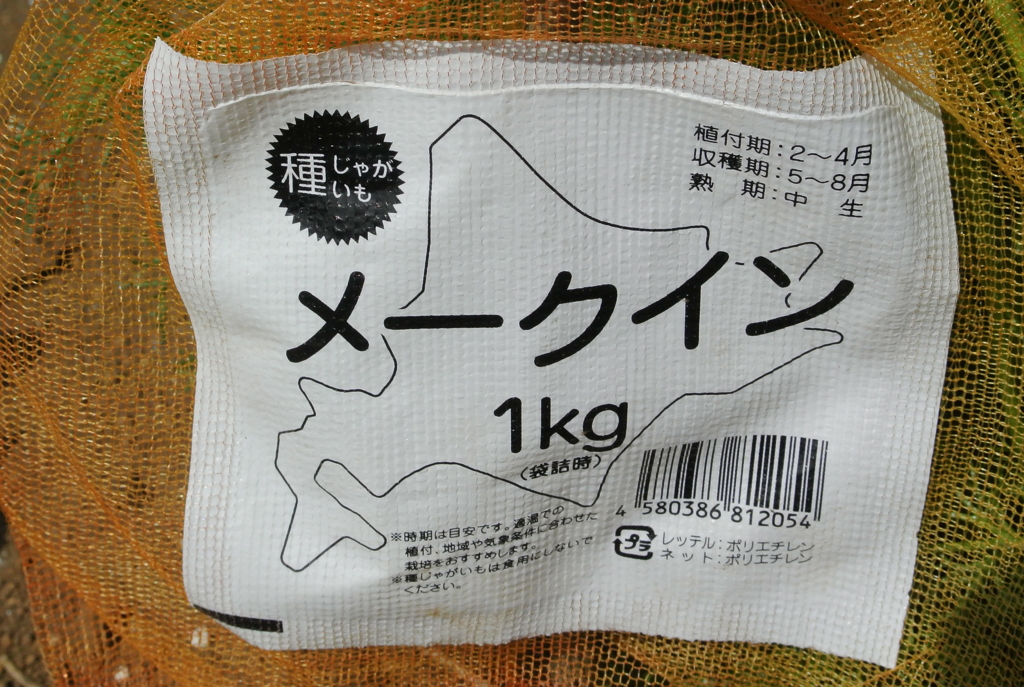 種じゃがいも
植付期：2～4月
収穫期：5～8月
熟　期：中　生
メークイン
1kg
（袋詰時）
4 580386 812054
※時期は目安です。適温での
植付、地域や気象条件に合わせた
栽培をおすすめします。
※種じゃがいもは食用にしないで
ください。
プラ
レッテル：ポリエチレン
ネット：ポリエチレン